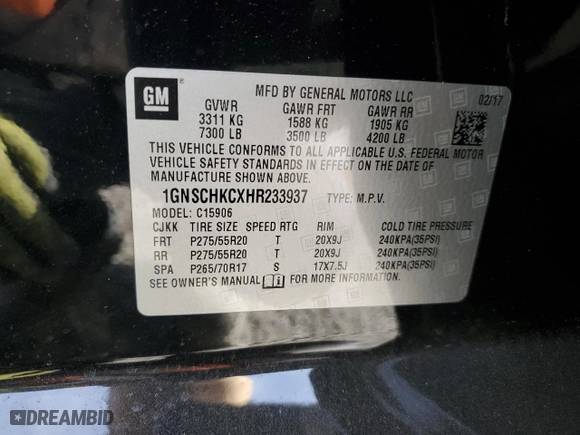 GM
MFD BY GENERAL MOTORS LLC 02/17
GVWR GAWR FRT GAWR RR
3311 KG 1588 KG 1905 KG
7300 LB 3500 LB 4200 LB
THIS VEHICLE CONFORMS TO ALL APPLICABLE U.S. FEDERAL MOTOR
VEHICLE SAFETY STANDARDS IN EFFECT ON THE DATE OF
MANUFACTURE SHOWN ABOVE.
1GNSCHKCXHR233937 TYPE: M.P.V.
MODEL: C15906
CJKK TIRE SIZE SPEED RTG RIM COLD TIRE PRESSURE
FRT P275/55R20 T 20X9J 240KPA(35PSI)
RR P275/55R20 T 20X9J 240KPA(35PSI)
SPA P265/70R17 S 17X7.5J 240KPA(35PSI)
SEE OWNER'S MANUAL FOR MORE INFORMATION.
DREAMBID